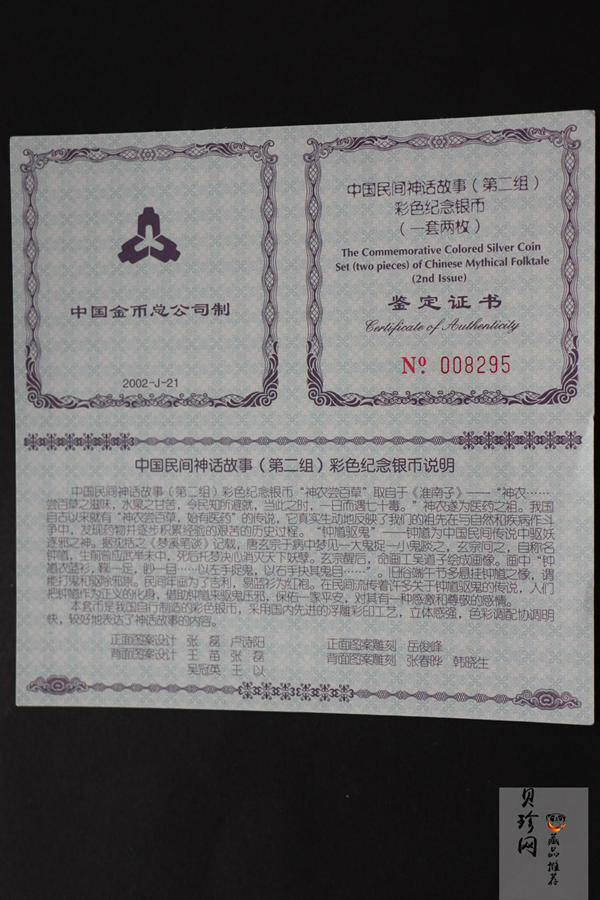 中国金币总公司制
2002-J-21
中国民间神话故事（第二组）
彩色纪念银币
（一套两枚）
The Commemorative Colored Silver Coin
Set (two pieces) of Chinese Mythical Folktale
(2nd Issue)
鉴定证书
Certificate of Authenticity
Nº 008295
中国民间神话故事（第二组）彩色纪念银币说明
中国民间神话故事（第二组）彩色纪念银币“神农尝百草”取自于《淮南子》——“神农……
尝百草之滋味，水泉之甘苦，令民知所避就，当此之时，一日而遇七十毒。”神农遂为医药之祖。我国
自古以来就有“神农尝百草，始有医药”的传说，它真实生动地反映了我们的祖先在与自然和疾病作斗
争中，发现药物并逐步积累经验的艰苦的历史过程。“钟馗驱鬼”——钟馗为中国民间传说中驱妖
逐邪之神。据沈括之《梦溪笔谈》记载，唐玄宗于病中梦见一大鬼捉一小鬼啖之，玄宗问之，自称名
钟馗，生前曾应武举未中，死后托梦决心消灭天下妖孽。玄宗醒后，命画工吴道子绘成画像。画中“钟
馗衣蓝衫，鞹一足，眇一目……以左手捉鬼，以右手抉其鬼目……”。旧俗端午节多悬挂钟馗之像，谓
能打鬼和驱除邪祟。民间年画为了吉利，易蓝衫为红袍。在民间流传着许多关于钟馗驱鬼的传说，人们
把钟馗作为正义的化身，借助钟馗来驱鬼压邪，保佑一家平安，对其有一种感激和尊敬的感情。
本套币是我国自行制造的彩色银币，采用国内先进的浮雕彩印工艺，立体感强，色彩调配协调明
快，较好地表达了神话故事的内容。
正面图案设计 张磊 卢诗阳 正面图案雕刻 岳俊峰
背面图案设计 王苗 张磊 背面图案雕刻 张春晔 韩晓生
吴冠英 王以
贝珍网
藏品推荐